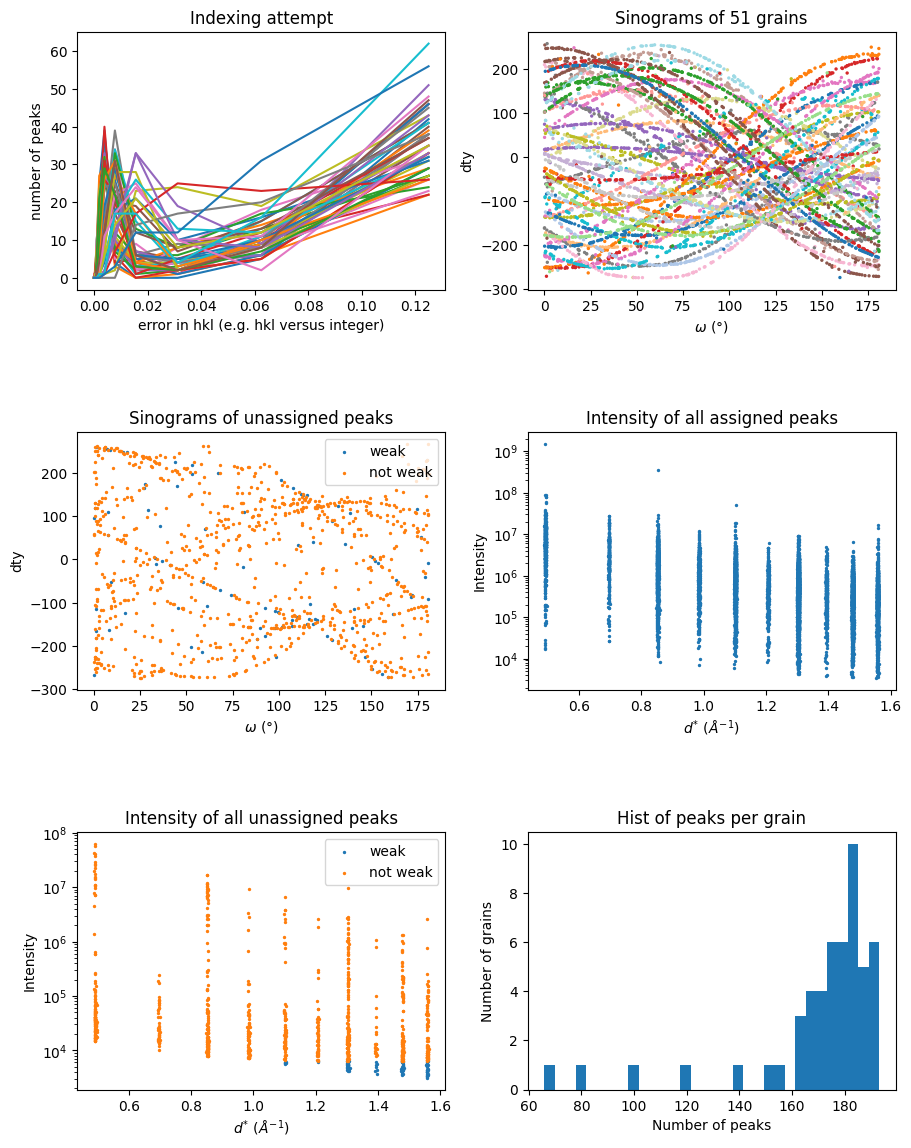 Indexing attempt
number of peaks
60
50
40
30
20
10
0
0.00 0.02 0.04 0.06 0.08 0.10 0.12
error in hkl (e.g. hkl versus integer)
Sinograms of 51 grains
dty
200
100
0
−100
−200
−300
0 25 50 75 100 125 150 175
ω (°)
Sinograms of unassigned peaks
weak
not weak
dty
200
100
0
−100
−200
−300
0 25 50 75 100 125 150 175
ω (°)
Intensity of all assigned peaks
Intensity
10⁹
10⁸
10⁷
10⁶
10⁵
10⁴
0.6 0.8 1.0 1.2 1.4 1.6
d* (Å⁻¹)
Intensity of all unassigned peaks
weak
not weak
Intensity
10⁸
10⁷
10⁶
10⁵
10⁴
0.6 0.8 1.0 1.2 1.4 1.6
d* (Å⁻¹)
Hist of peaks per grain
Number of grains
10
8
6
4
2
0
60 80 100 120 140 160 180
Number of peaks